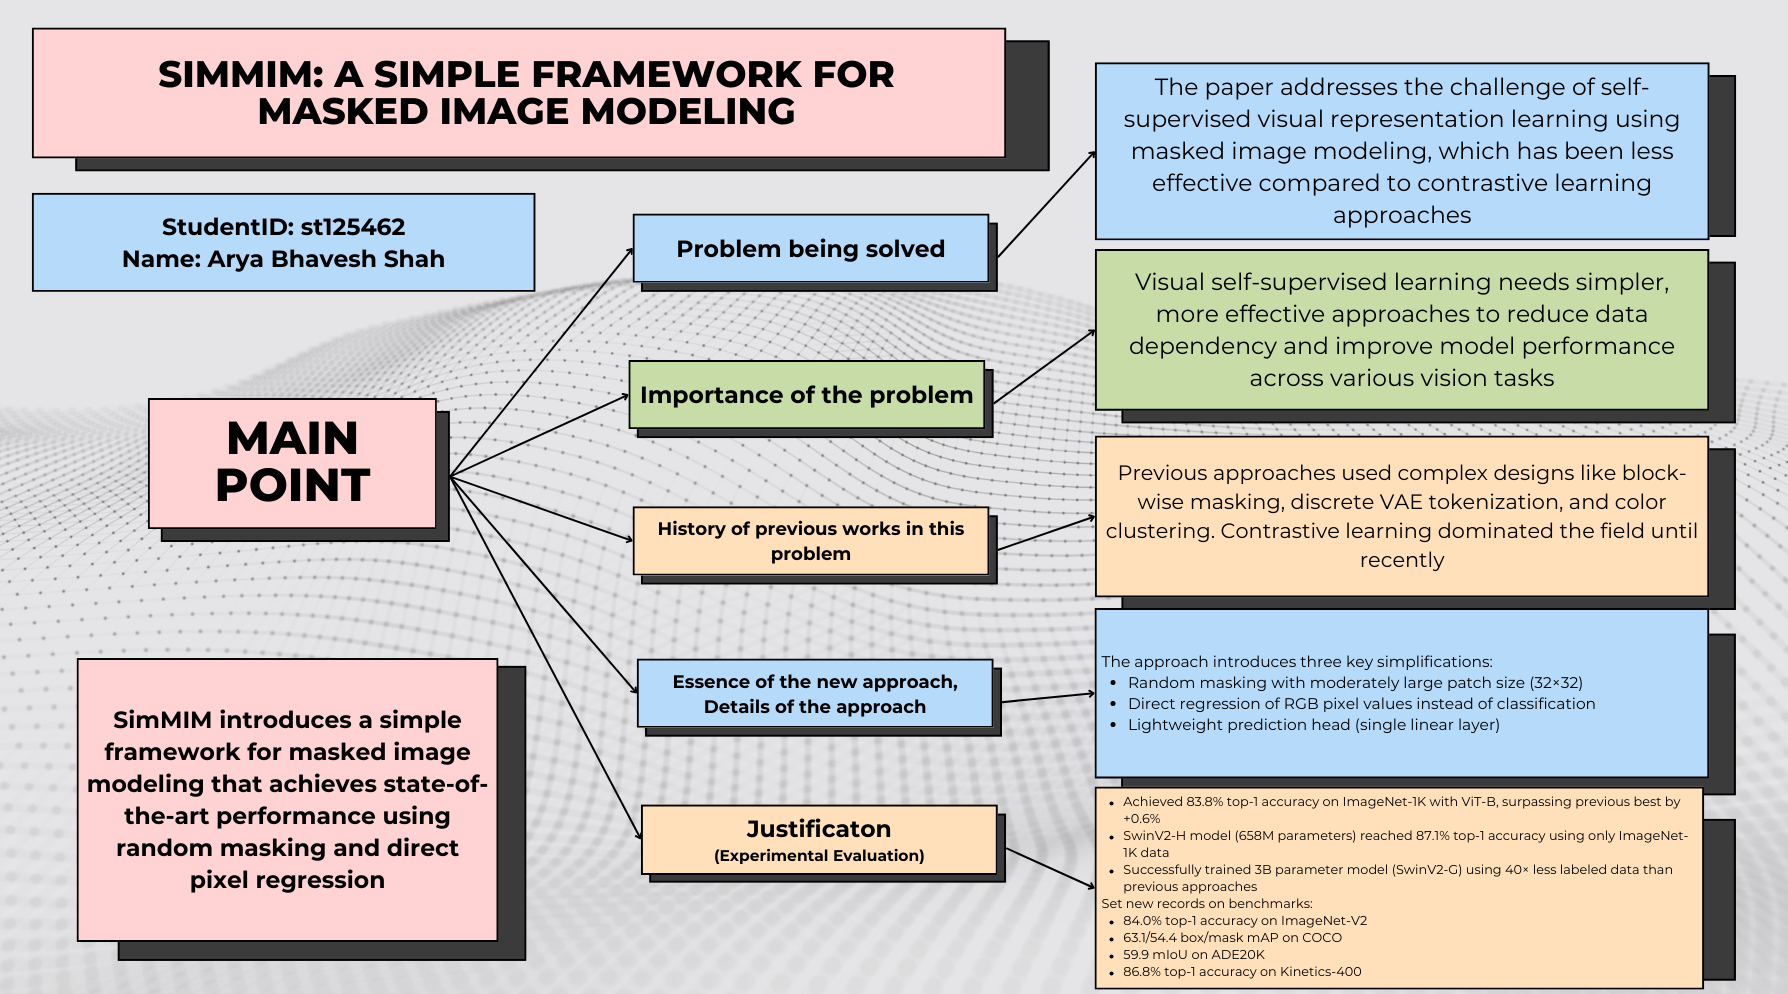 SIMMIM: A SIMPLE FRAMEWORK FOR
MASKED IMAGE MODELING
StudentID: st125462
Name: Arya Bhavesh Shah
MAIN
POINT
SimMIM introduces a simple
framework for masked image
modeling that achieves state-of-
the-art performance using
random masking and direct
pixel regression
Problem being solved
The paper addresses the challenge of self-
supervised visual representation learning using
masked image modeling, which has been less
effective compared to contrastive learning
approaches
Importance of the problem
Visual self-supervised learning needs simpler,
more effective approaches to reduce data
dependency and improve model performance
across various vision tasks
History of previous works in this
problem
Previous approaches used complex designs like block-
wise masking, discrete VAE tokenization, and color
clustering. Contrastive learning dominated the field until
recently
Essence of the new approach,
Details of the approach
The approach introduces three key simplifications:
• Random masking with moderately large patch size (32×32)
• Direct regression of RGB pixel values instead of classification
• Lightweight prediction head (single linear layer)
Justificaton
(Experimental Evaluation)
• Achieved 83.8% top-1 accuracy on ImageNet-1K with ViT-B, surpassing previous best by
+0.6%
• SwinV2-H model (658M parameters) reached 87.1% top-1 accuracy using only ImageNet-
1K data
• Successfully trained 3B parameter model (SwinV2-G) using 40× less labeled data than
previous approaches
Set new records on benchmarks:
• 84.0% top-1 accuracy on ImageNet-V2
• 63.1/54.4 box/mask mAP on COCO
• 59.9 mIoU on ADE20K
• 86.8% top-1 accuracy on Kinetics-400